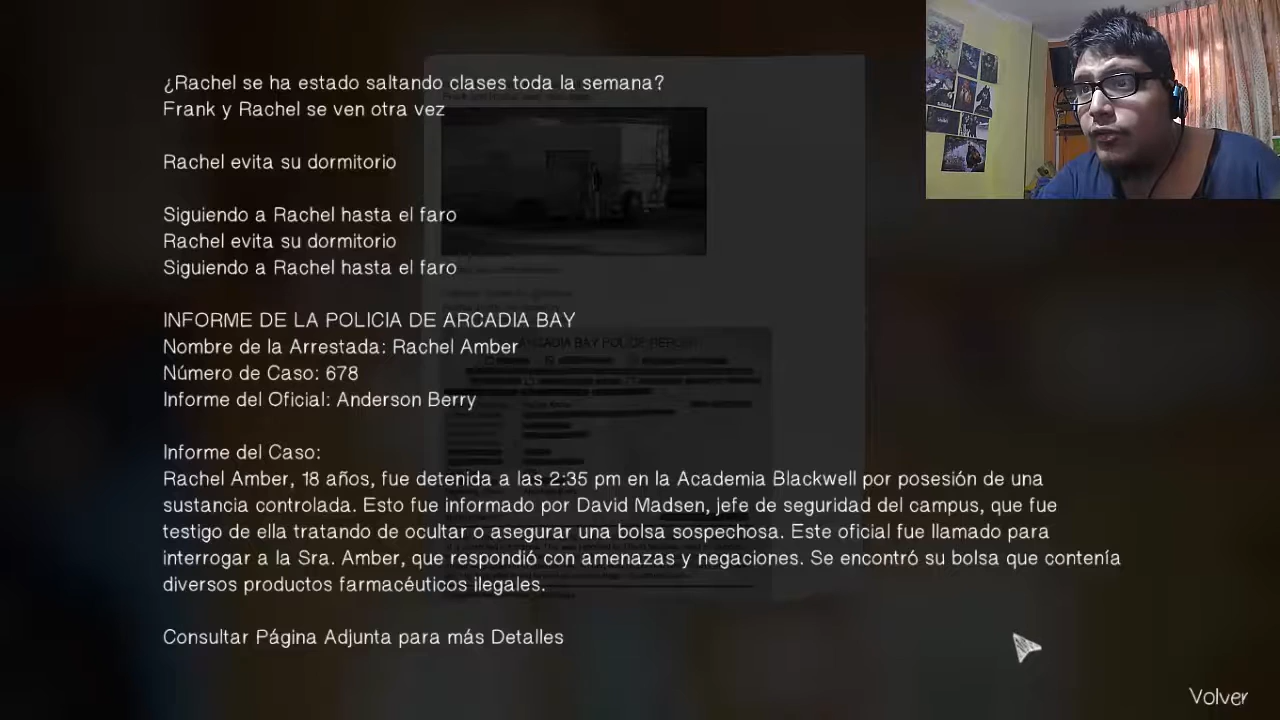 ¿Rachel se ha estado saltando clases toda la semana?
Frank y Rachel se ven otra vez
Rachel evita su dormitorio
Siguiendo a Rachel hasta el faro
Rachel evita su dormitorio
Siguiendo a Rachel hasta el faro
INFORME DE LA POLICIA DE ARCADIA BAY
Nombre de la Arrestada: Rachel Amber
Número de Caso: 678
Informe del Oficial: Anderson Berry
Informe del Caso:
Rachel Amber, 18 años, fue detenida a las 2:35 pm en la Academia Blackwell por posesión de una
sustancia controlada. Esto fue informado por David Madsen, jefe de seguridad del campus, que fue
testigo de ella tratando de ocultar o asegurar una bolsa sospechosa. Este oficial fue llamado para
interrogar a la Sra. Amber, que respondió con amenazas y negaciones. Se encontró su bolsa que contenía
diversos productos farmacéuticos ilegales.
Consultar Página Adjunta para más Detalles
Volver